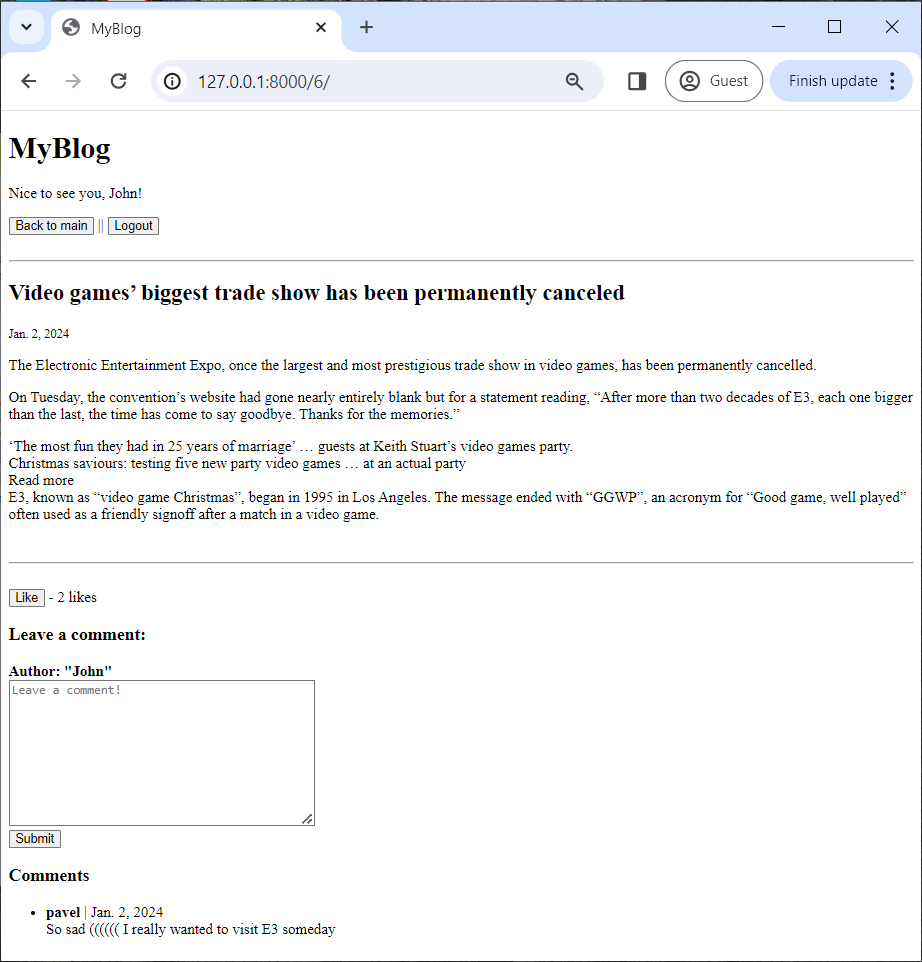 MyBlog
127.0.0.1:8000/6/
Guest
Finish update
MyBlog
Nice to see you, John!
Back to main || Logout
Video games’ biggest trade show has been permanently canceled
Jan. 2, 2024
The Electronic Entertainment Expo, once the largest and most prestigious trade show in video games, has been permanently cancelled.
On Tuesday, the convention’s website had gone nearly entirely blank but for a statement reading, “After more than two decades of E3, each one bigger
than the last, the time has come to say goodbye. Thanks for the memories.”
‘The most fun they had in 25 years of marriage’ … guests at Keith Stuart’s video games party.
Christmas saviours: testing five new party video games … at an actual party
Read more
E3, known as “video game Christmas”, began in 1995 in Los Angeles. The message ended with “GGWP”, an acronym for “Good game, well played”
often used as a friendly signoff after a match in a video game.
Like - 2 likes
Leave a comment:
Author: "John"
Leave a comment!
Submit
Comments
• pavel | Jan. 2, 2024
So sad (((((( I really wanted to visit E3 someday